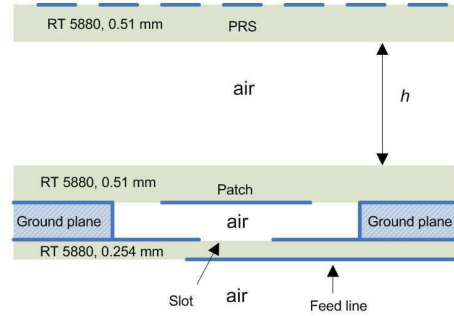 RT 5880, 0.51 mm PRS
air
h
RT 5880, 0.51 mm
Patch
Ground plane air Ground plane
RT 5880, 0.254 mm
air
Slot Feed line